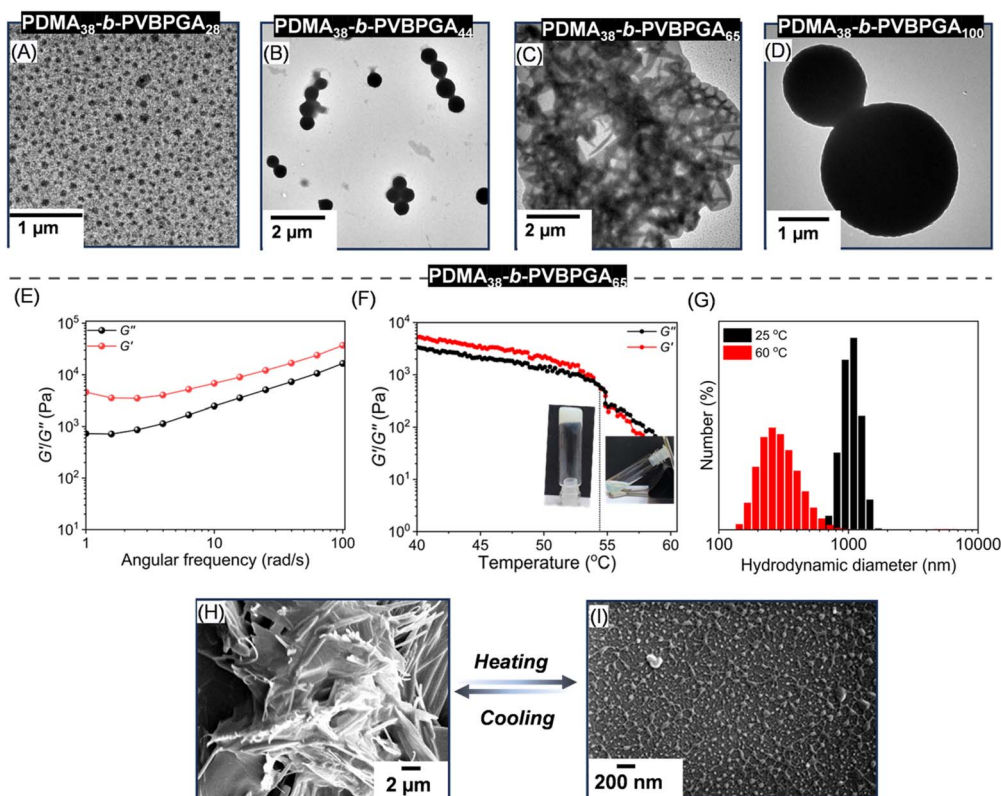 PDMA38-b-PVBPGA28
(A)
1 μm
PDMA38-b-PVBPGA44
(B)
2 μm
PDMA38-b-PVBPGA65
(C)
2 μm
PDMA38-b-PVBPGA100
(D)
1 μm
PDMA38-b-PVBPGA65
(E)
G''
G'
10^5
10^4
10^3
10^2
10^1
G'/G'' (Pa)
1 10 100
Angular frequency (rad/s)
(F)
G''
G'
10^4
10^3
10^2
10^1
10^0
G'/G'' (Pa)
40 45 50 55 60
Temperature (°C)
(G)
25 °C
60 °C
Number (%)
100 1000 10000
Hydrodynamic diameter (nm)
(H)
2 μm
Heating
Cooling
(I)
200 nm